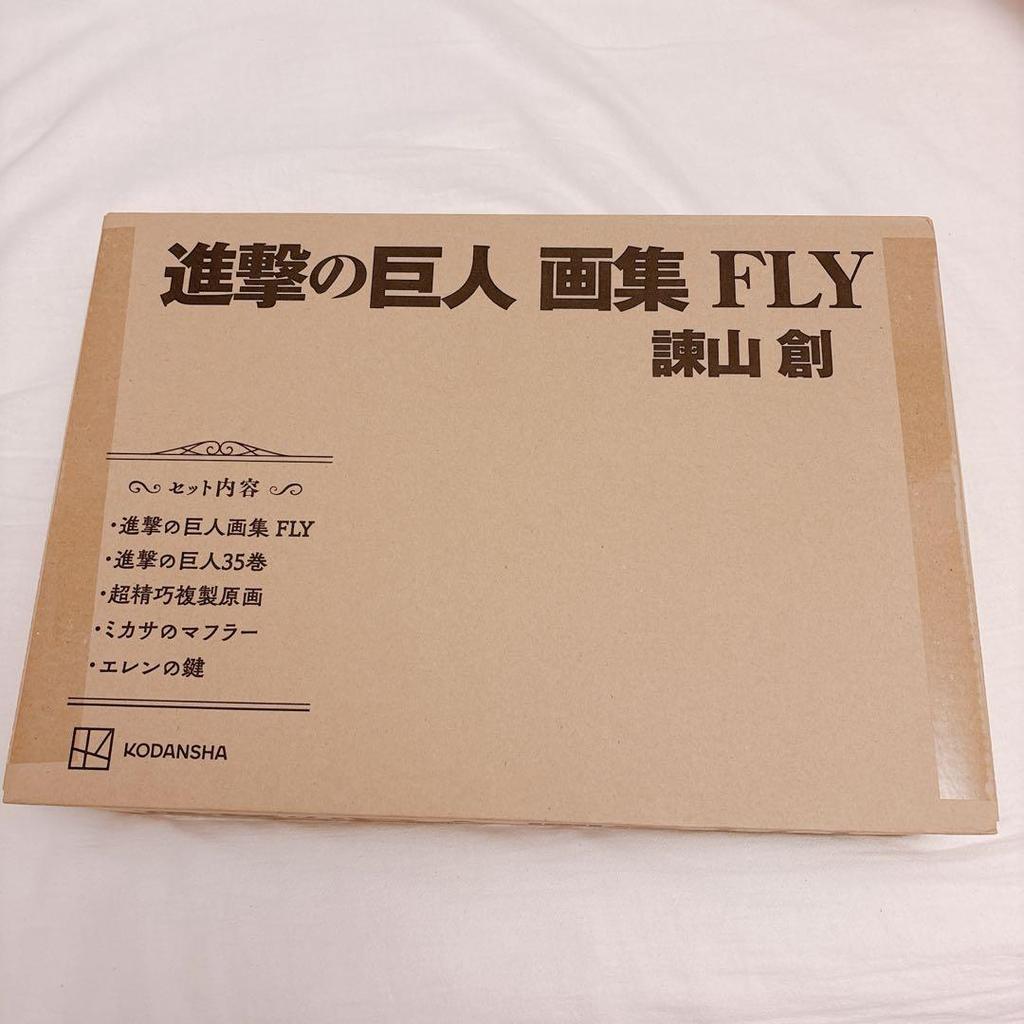 進撃の巨人 画集 FLY
諫山 創
セット内容
・進撃の巨人画集 FLY
・進撃の巨人35巻
・超精巧複製原画
・ミカサのマフラー
・エレンの鍵
KODANSHA